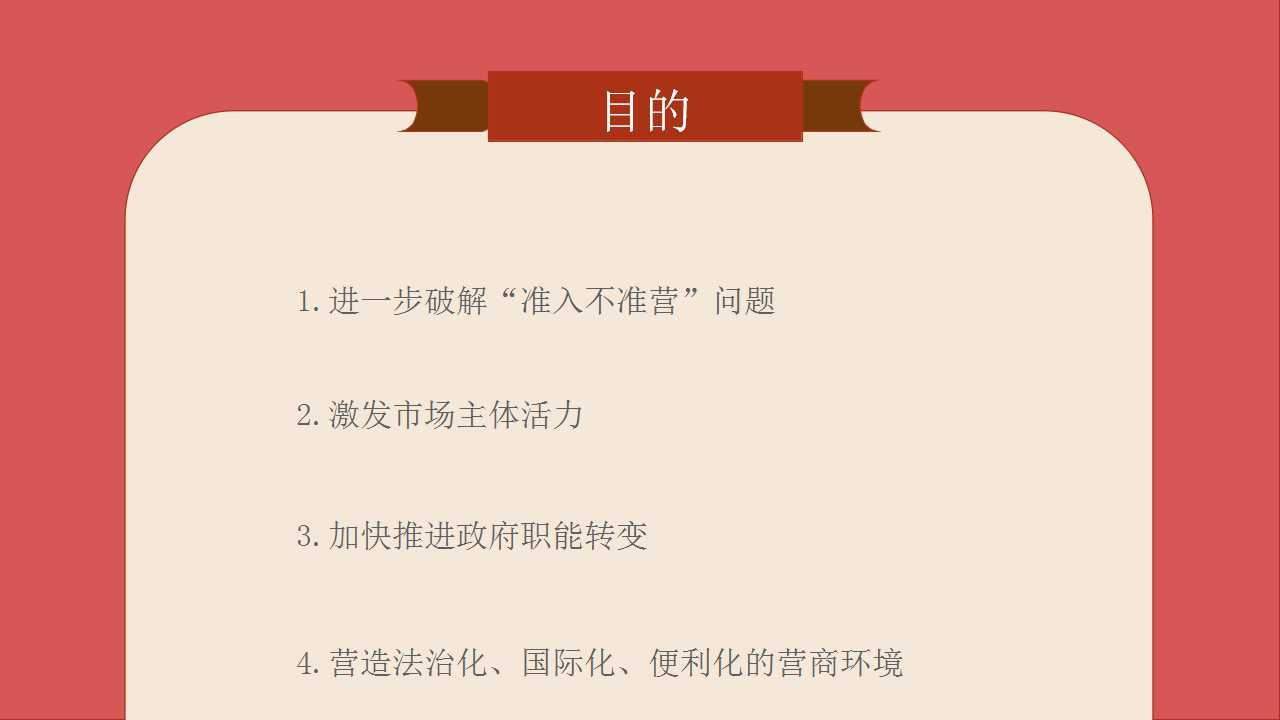 目的
1.进一步破解“准入不准营”问题
2.激发市场主体活力
3.加快推进政府职能转变
4.营造法治化、国际化、便利化的营商环境